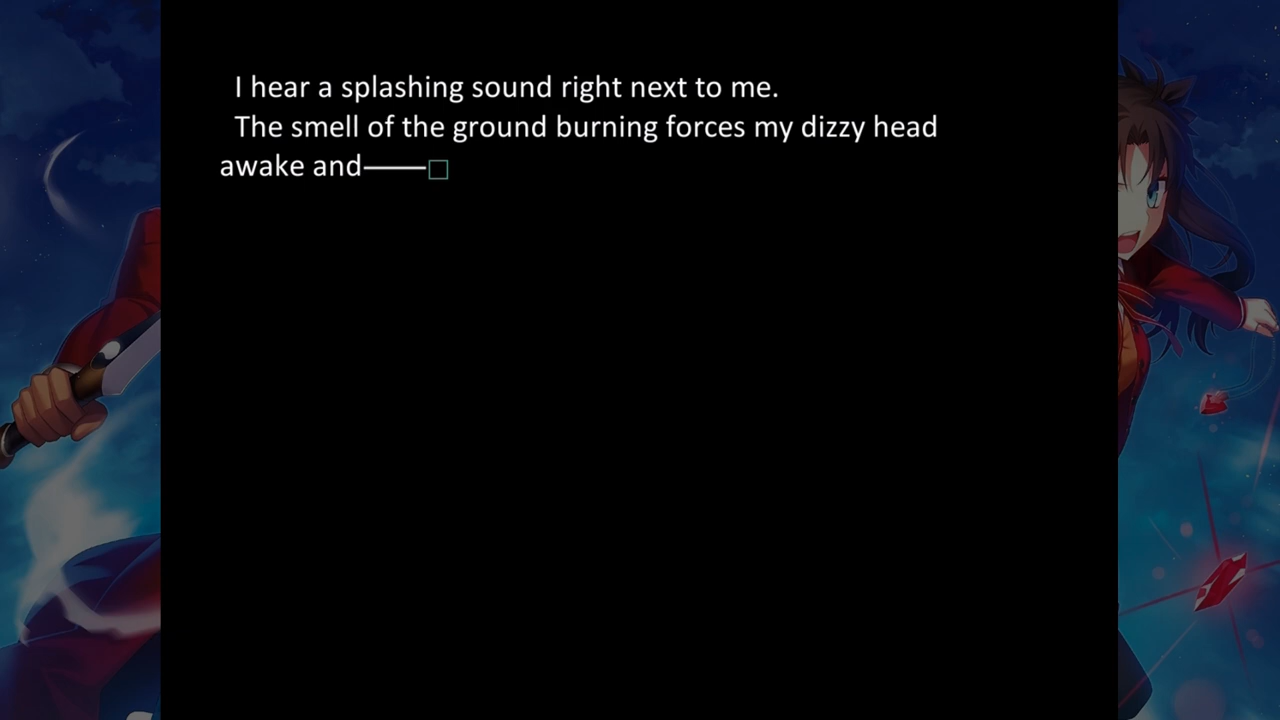 I hear a splashing sound right next to me.
The smell of the ground burning forces my dizzy head
awake and───